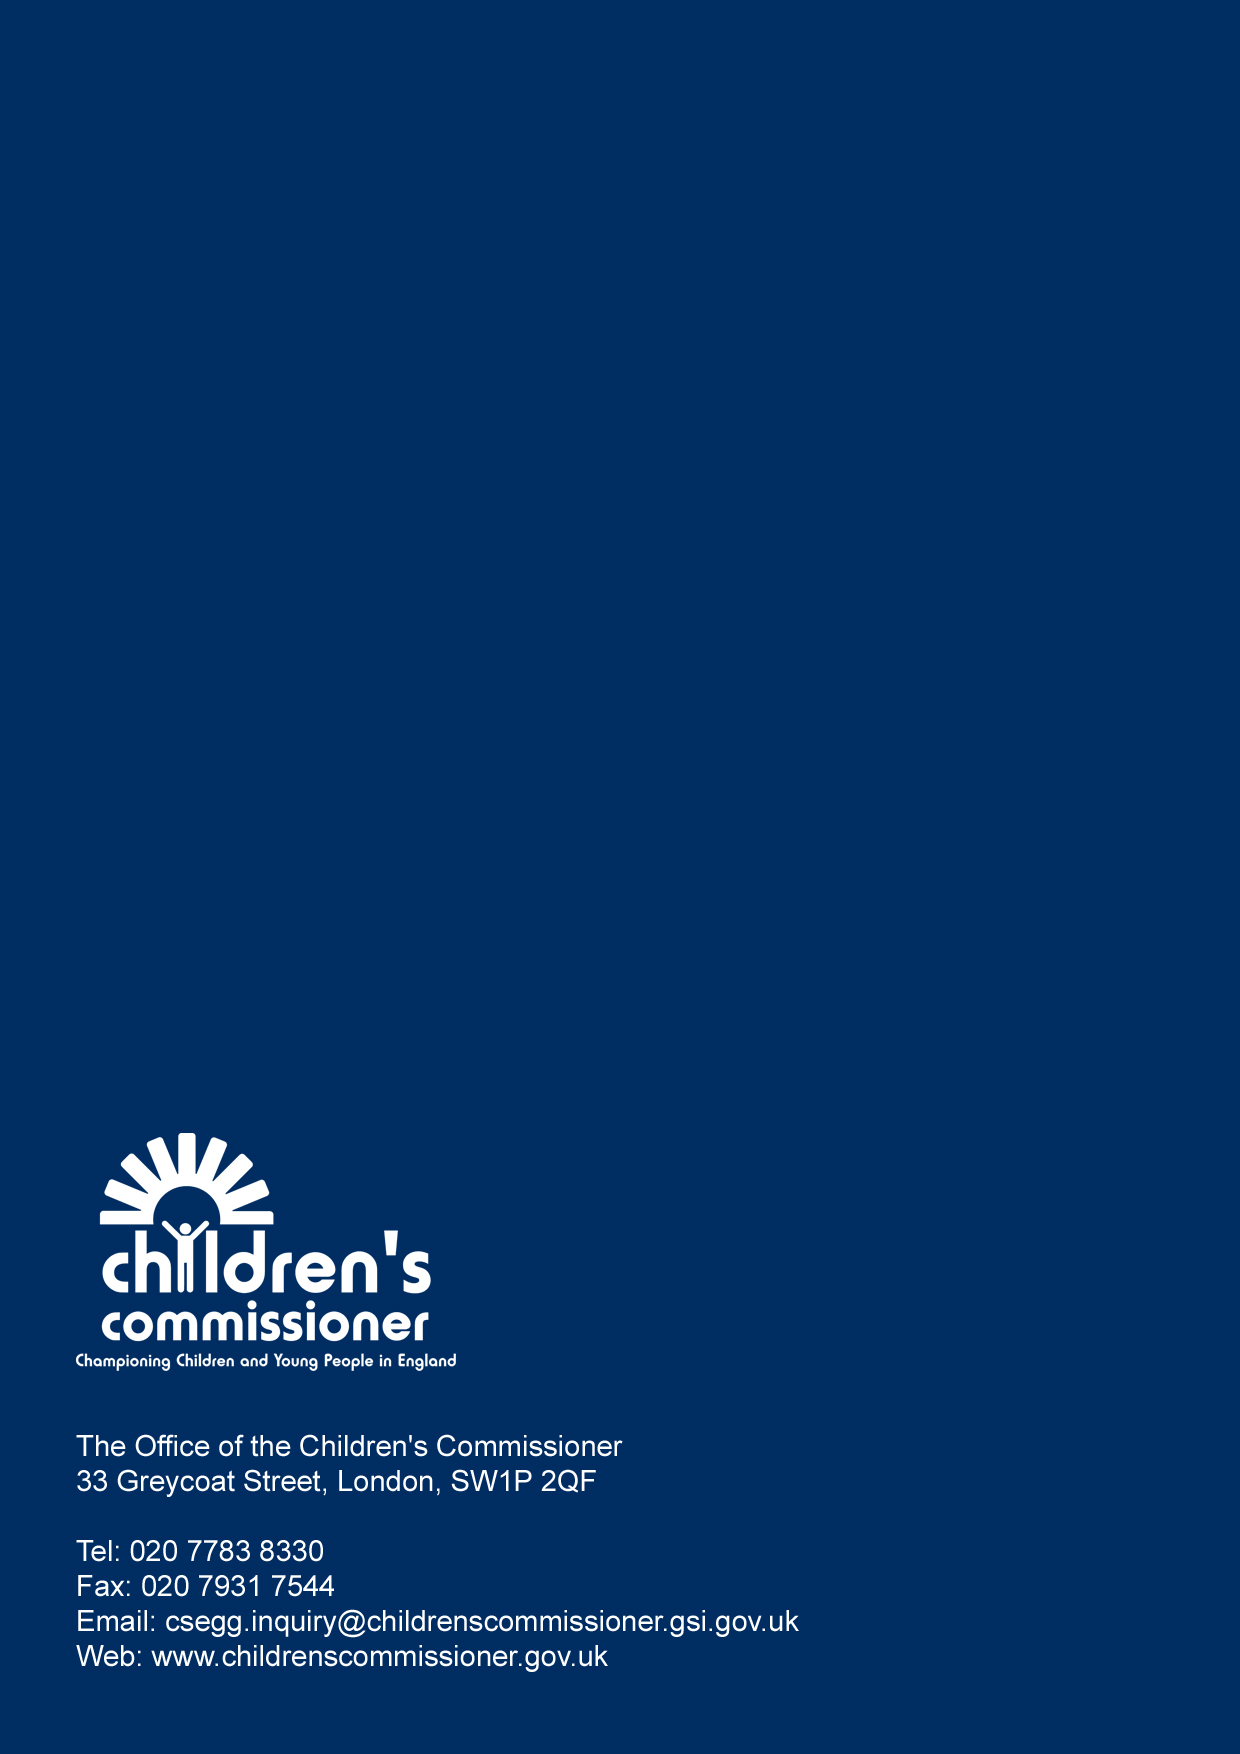 children's
commissioner
Championing Children and Young People in England
The Office of the Children's Commissioner
33 Greycoat Street, London, SW1P 2QF
Tel: 020 7783 8330
Fax: 020 7931 7544
Email: csegg.inquiry@childrenscommissioner.gsi.gov.uk
Web: www.childrenscommissioner.gov.uk